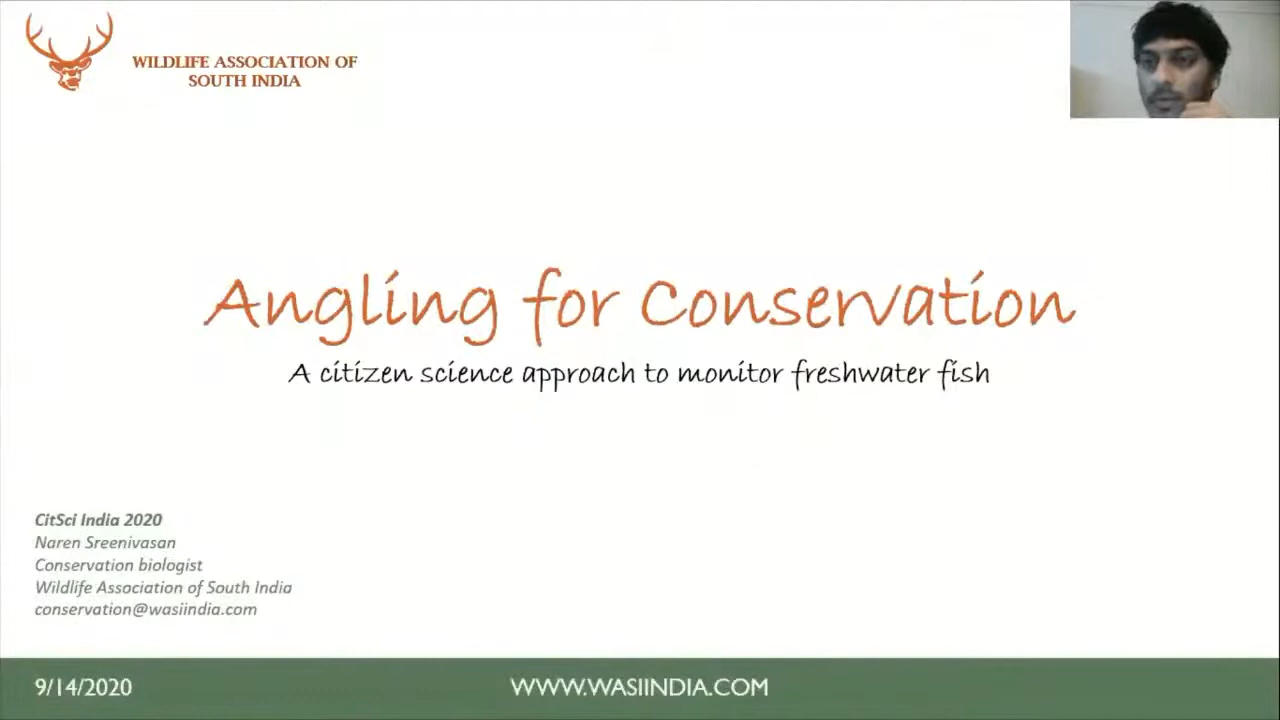 WILDLIFE ASSOCIATION OF
SOUTH INDIA
Angling for Conservation
A citizen science approach to monitor freshwater fish
CitSci India 2020
Naren Sreenivasan
Conservation biologist
Wildlife Association of South India
conservation@wasiindia.com
9/14/2020
WWW.WASIINDIA.COM